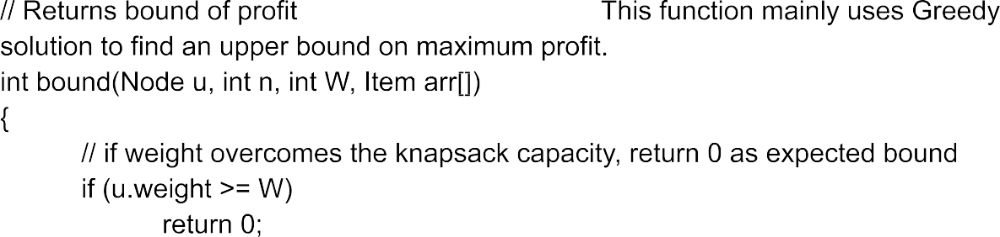 // Returns bound of profit This function mainly uses Greedy
solution to find an upper bound on maximum profit.
int bound(Node u, int n, int W, Item arr[])
{
// if weight overcomes the knapsack capacity, return 0 as expected bound
if (u.weight >= W)
return 0;